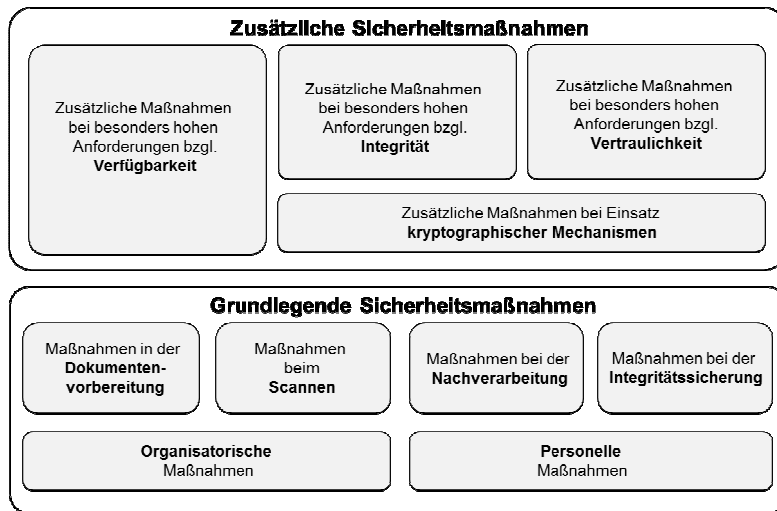 Zusätzliche Sicherheitsmaßnahmen
Zusätzliche Maßnahmen
bei besonders hohen
Anforderungen bzgl.
Verfügbarkeit
Zusätzliche Maßnahmen
bei besonders hohen
Anforderungen bzgl.
Integrität
Zusätzliche Maßnahmen
bei besonders hohen
Anforderungen bzgl.
Vertraulichkeit
Zusätzliche Maßnahmen bei Einsatz
kryptographischer Mechanismen
Grundlegende Sicherheitsmaßnahmen
Maßnahmen in der
Dokumenten-
vorbereitung
Maßnahmen
beim
Scannen
Maßnahmen bei der
Nachverarbeitung
Maßnahmen bei der
Integritätssicherung
Organisatorische
Maßnahmen
Personelle
Maßnahmen